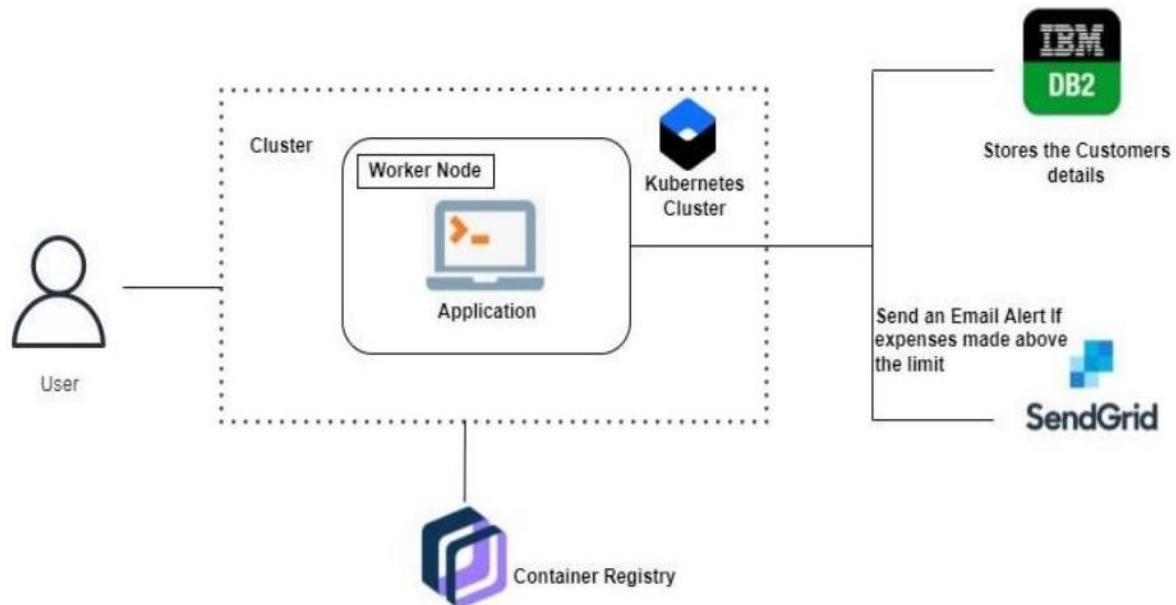 IBM
DB2
Stores the Customers
details
Cluster
Worker Node
Kubernetes
Cluster
Application
User
Send an Email Alert If
expenses made above
the limit
SendGrid
Container Registry